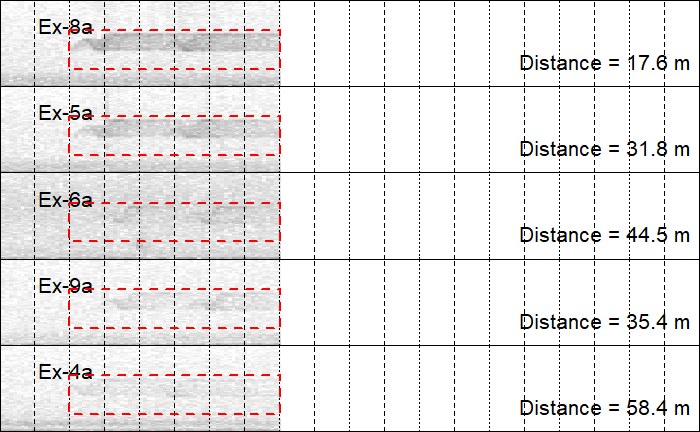 Ex-8a
Distance = 17.6 m
Ex-5a
Distance = 31.8 m
Ex-6a
Distance = 44.5 m
Ex-9a
Distance = 35.4 m
Ex-4a
Distance = 58.4 m